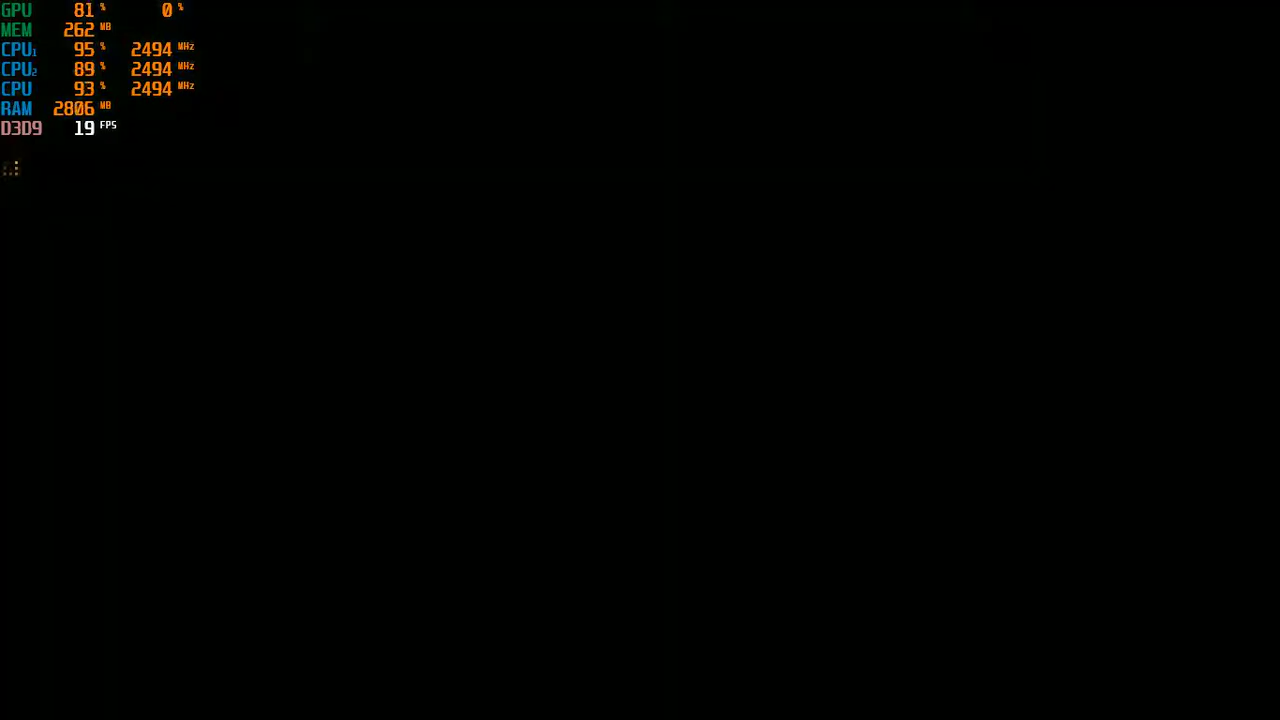 GPU 81 % 0 %
MEM 262 MB
CPU1 95 % 2494 MHz
CPU2 89 % 2494 MHz
CPU 93 % 2494 MHz
RAM 2806 MB
D3D9 19 FPS